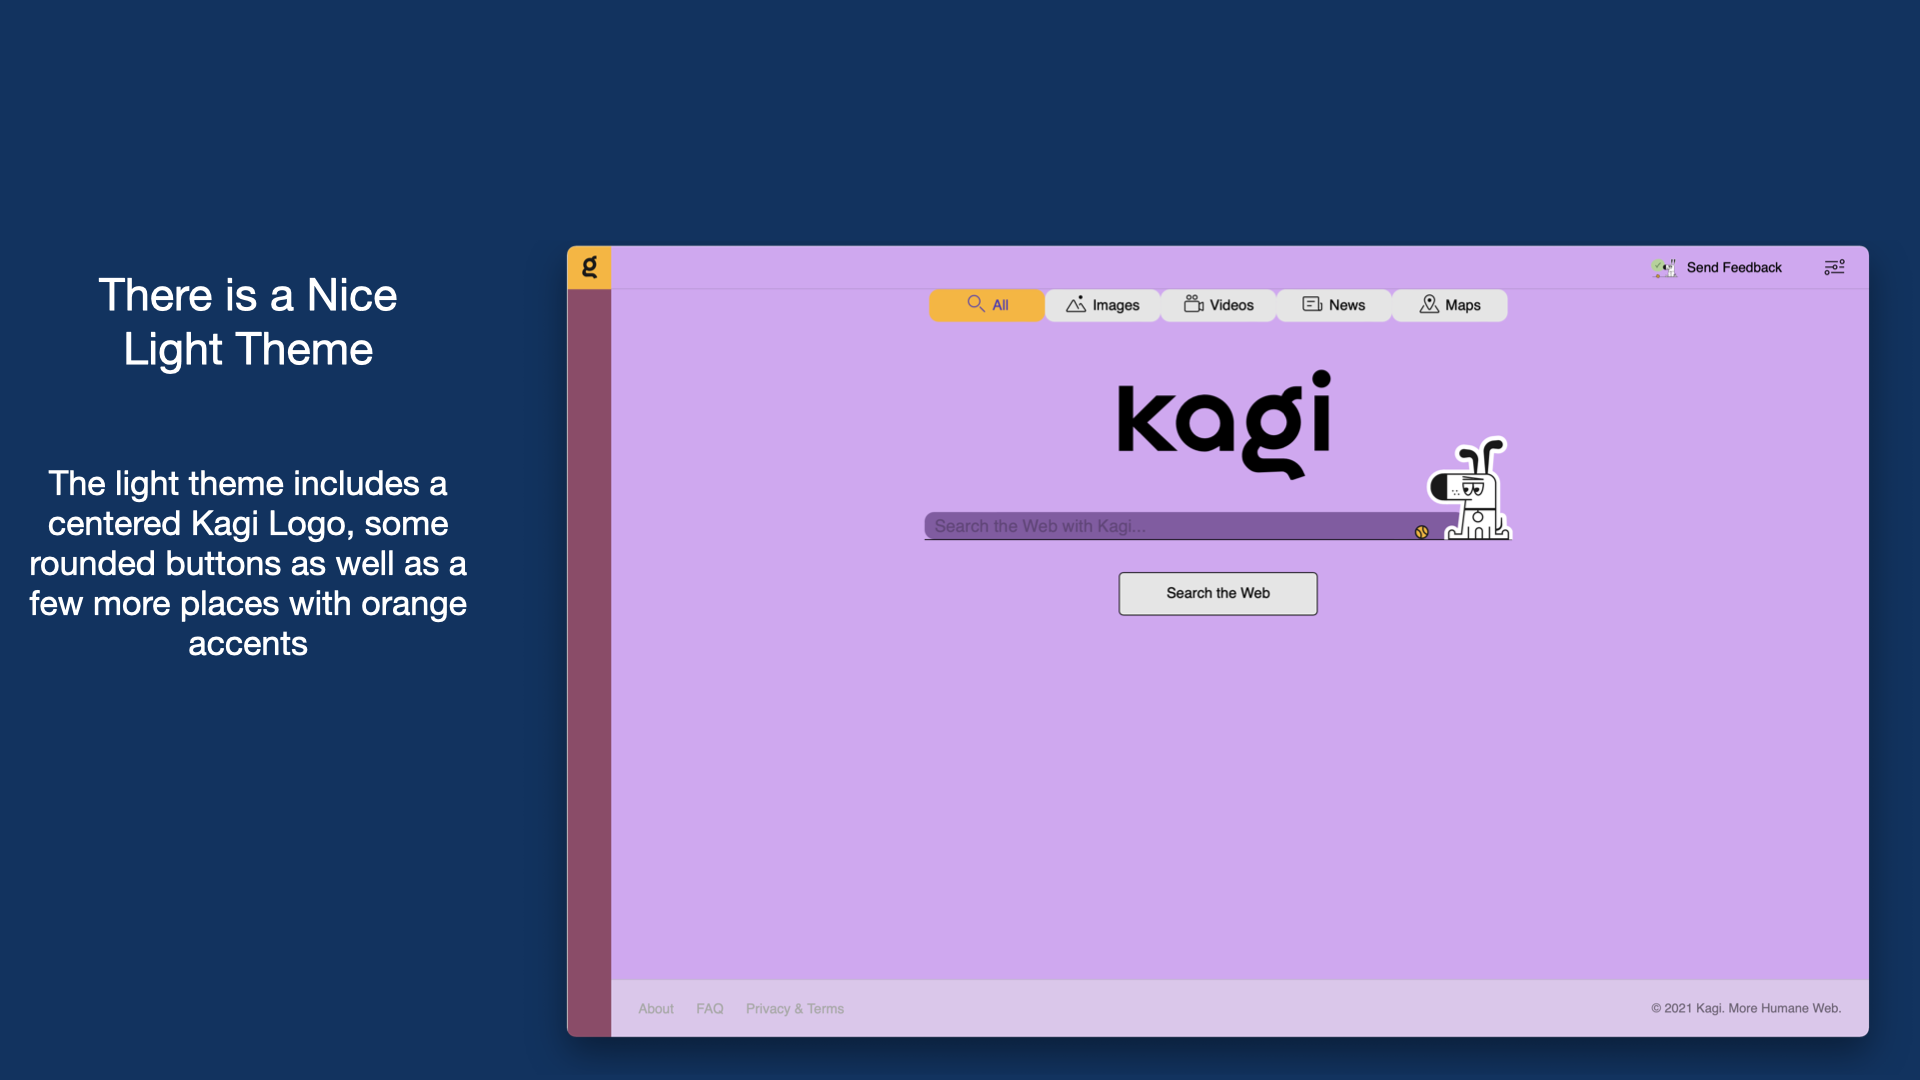 There is a Nice
Light Theme
The light theme includes a
centered Kagi Logo, some
rounded buttons as well as a
few more places with orange
accents
g
Send Feedback
All Images Videos News Maps
kagi
Search the Web with Kagi...
Search the Web
About FAQ Privacy & Terms
© 2021 Kagi. More Humane Web.